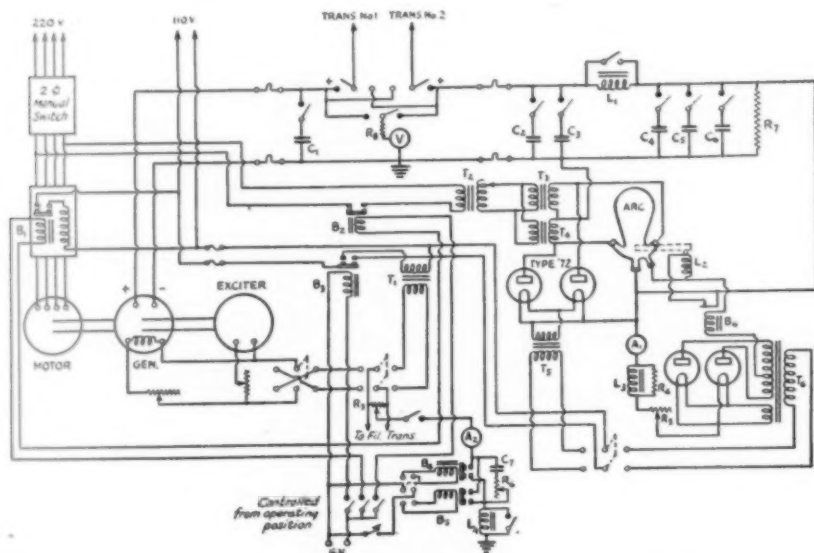 TRANS. No.1
TRANS. No. 2
220 V
110 V.
2 Ø
Manual
Switch
L₁
C₁
R₈
V
C₂
C₃
C₄
C₅
C₆
R₇
T₂
T₃
T₄
ARC
B₁
B₂
B₃
T₁
TYPE '72
L₂
B₄
+
-
EXCITER
MOTOR
GEN.
T₅
A₁
L₃
R₄
R₅
T₆
R₃
To Fil. Trans.
A₂
B₆
C₇
R₆
B₅
L₄
Controlled
from operating
position